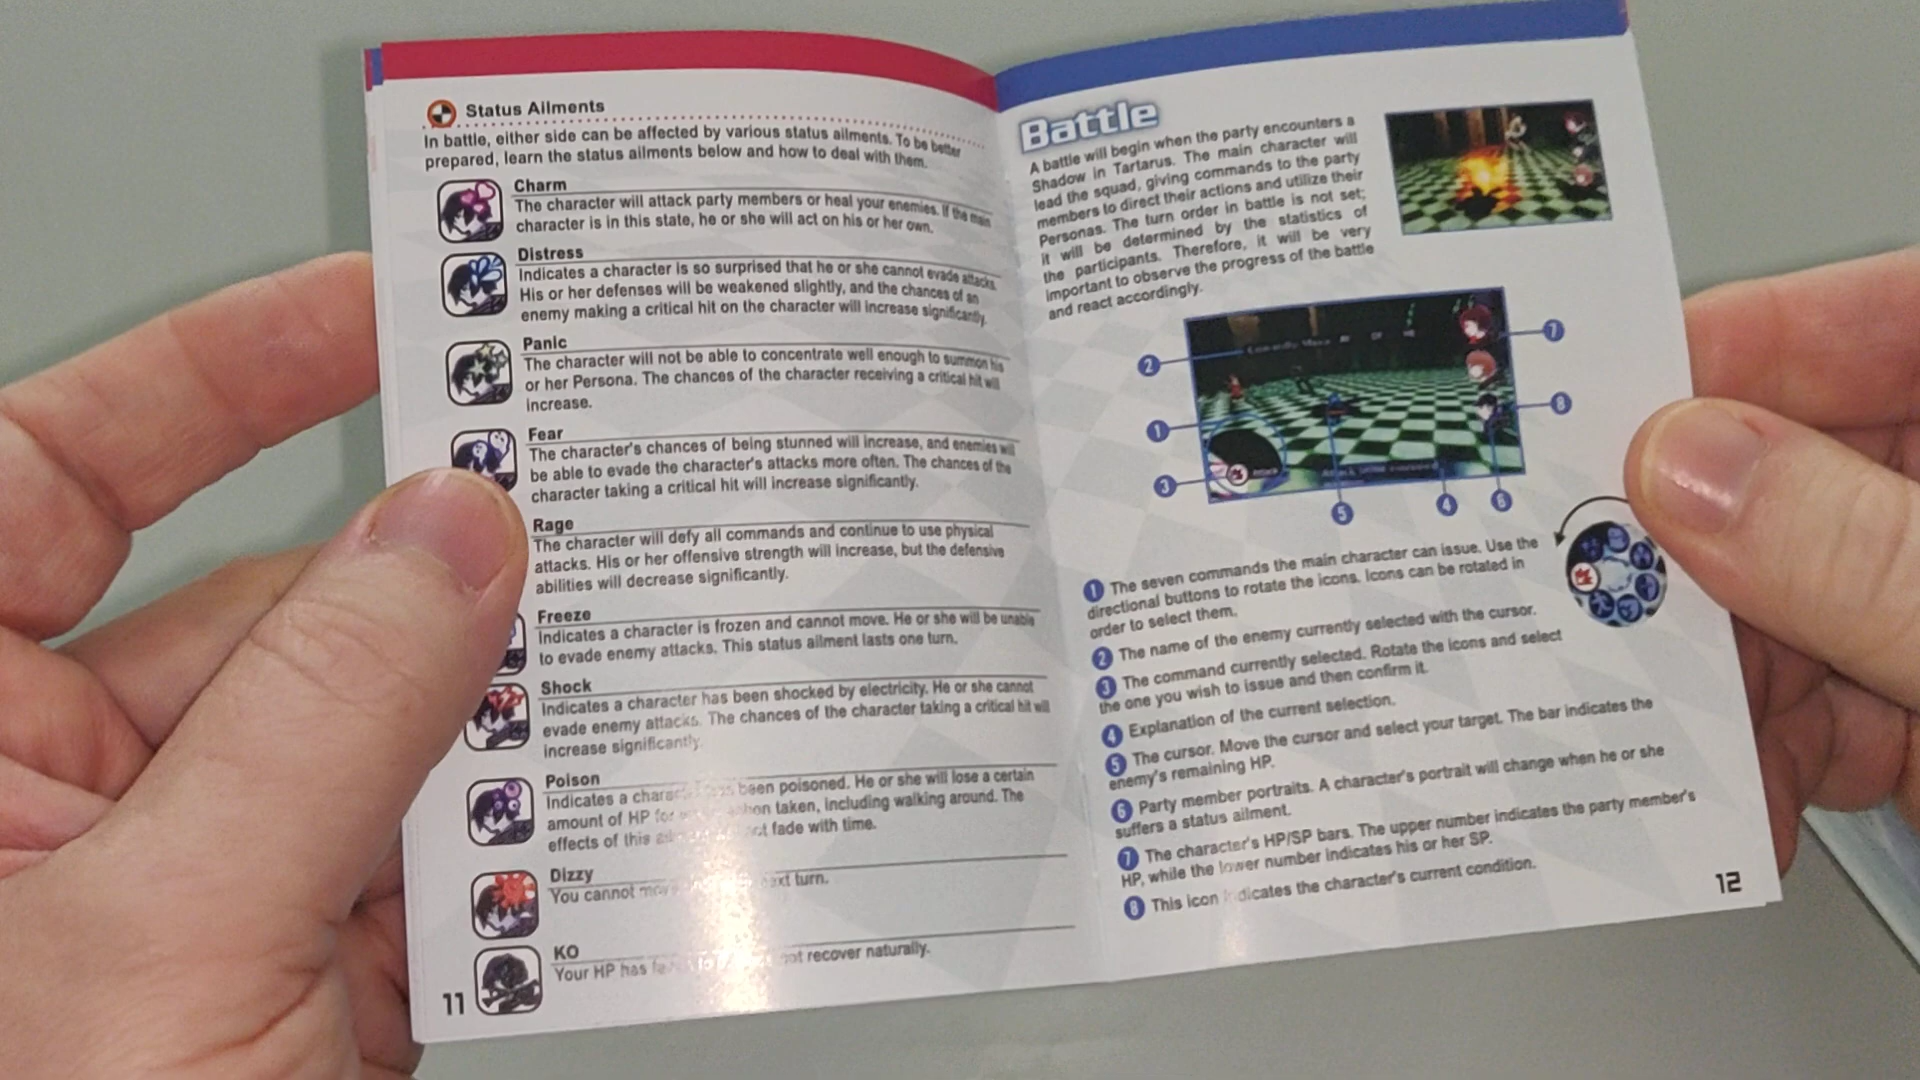 Status Ailments
In battle, either side can be affected by various status ailments. To be better
prepared, learn the status ailments below and how to deal with them.
Charm
The character will attack party members or heal your enemies. If the main
character is in this state, he or she will act on his or her own.
Distress
Indicates a character is so surprised that he or she cannot evade attacks.
His or her defenses will be weakened slightly, and the chances of an
enemy making a critical hit on the character will increase significantly.
Panic
The character will not be able to concentrate well enough to summon his
or her Persona. The chances of the character receiving a critical hit will
increase.
Fear
The character's chances of being stunned will increase, and enemies will
be able to evade the character's attacks more often. The chances of the
character taking a critical hit will increase significantly.
Rage
The character will defy all commands and continue to use physical
attacks. His or her offensive strength will increase, but the defensive
abilities will decrease significantly.
Freeze
Indicates a character is frozen and cannot move. He or she will be unable
to evade enemy attacks. This status ailment lasts one turn.
Shock
Indicates a character has been shocked by electricity. He or she cannot
evade enemy attacks. The chances of the character taking a critical hit will
increase significantly.
Poison
Indicates a been poisoned. He or she will lose a certain
amount of HP for taken, including walking around. The
effects of this fade with time.
Dizzy
You cannot turn.
KO
Your HP has recover naturally.
11
Battle
A battle will begin when the party encounters a
Shadow in Tartarus. The main character will
lead the squad, giving commands to the party
members to direct their actions and utilize their
Personas. The turn order in battle is not set;
it will be determined by the statistics of
the participants. Therefore, it will be very
important to observe the progress of the battle
and react accordingly.
2
1
3
5
4
6
7
8
1 The seven commands the main character can issue. Use the
directional buttons to rotate the icons. Icons can be rotated in
order to select them.
2 The name of the enemy currently selected with the cursor.
3 The command currently selected. Rotate the icons and select
the one you wish to issue and then confirm it.
4 Explanation of the current selection.
5 The cursor. Move the cursor and select your target. The bar indicates the
enemy's remaining HP.
6 Party member portraits. A character's portrait will change when he or she
suffers a status ailment.
7 The character's HP/SP bars. The upper number indicates the party member's
HP, while the lower number indicates his or her SP.
8 This icon indicates the character's current condition.
12